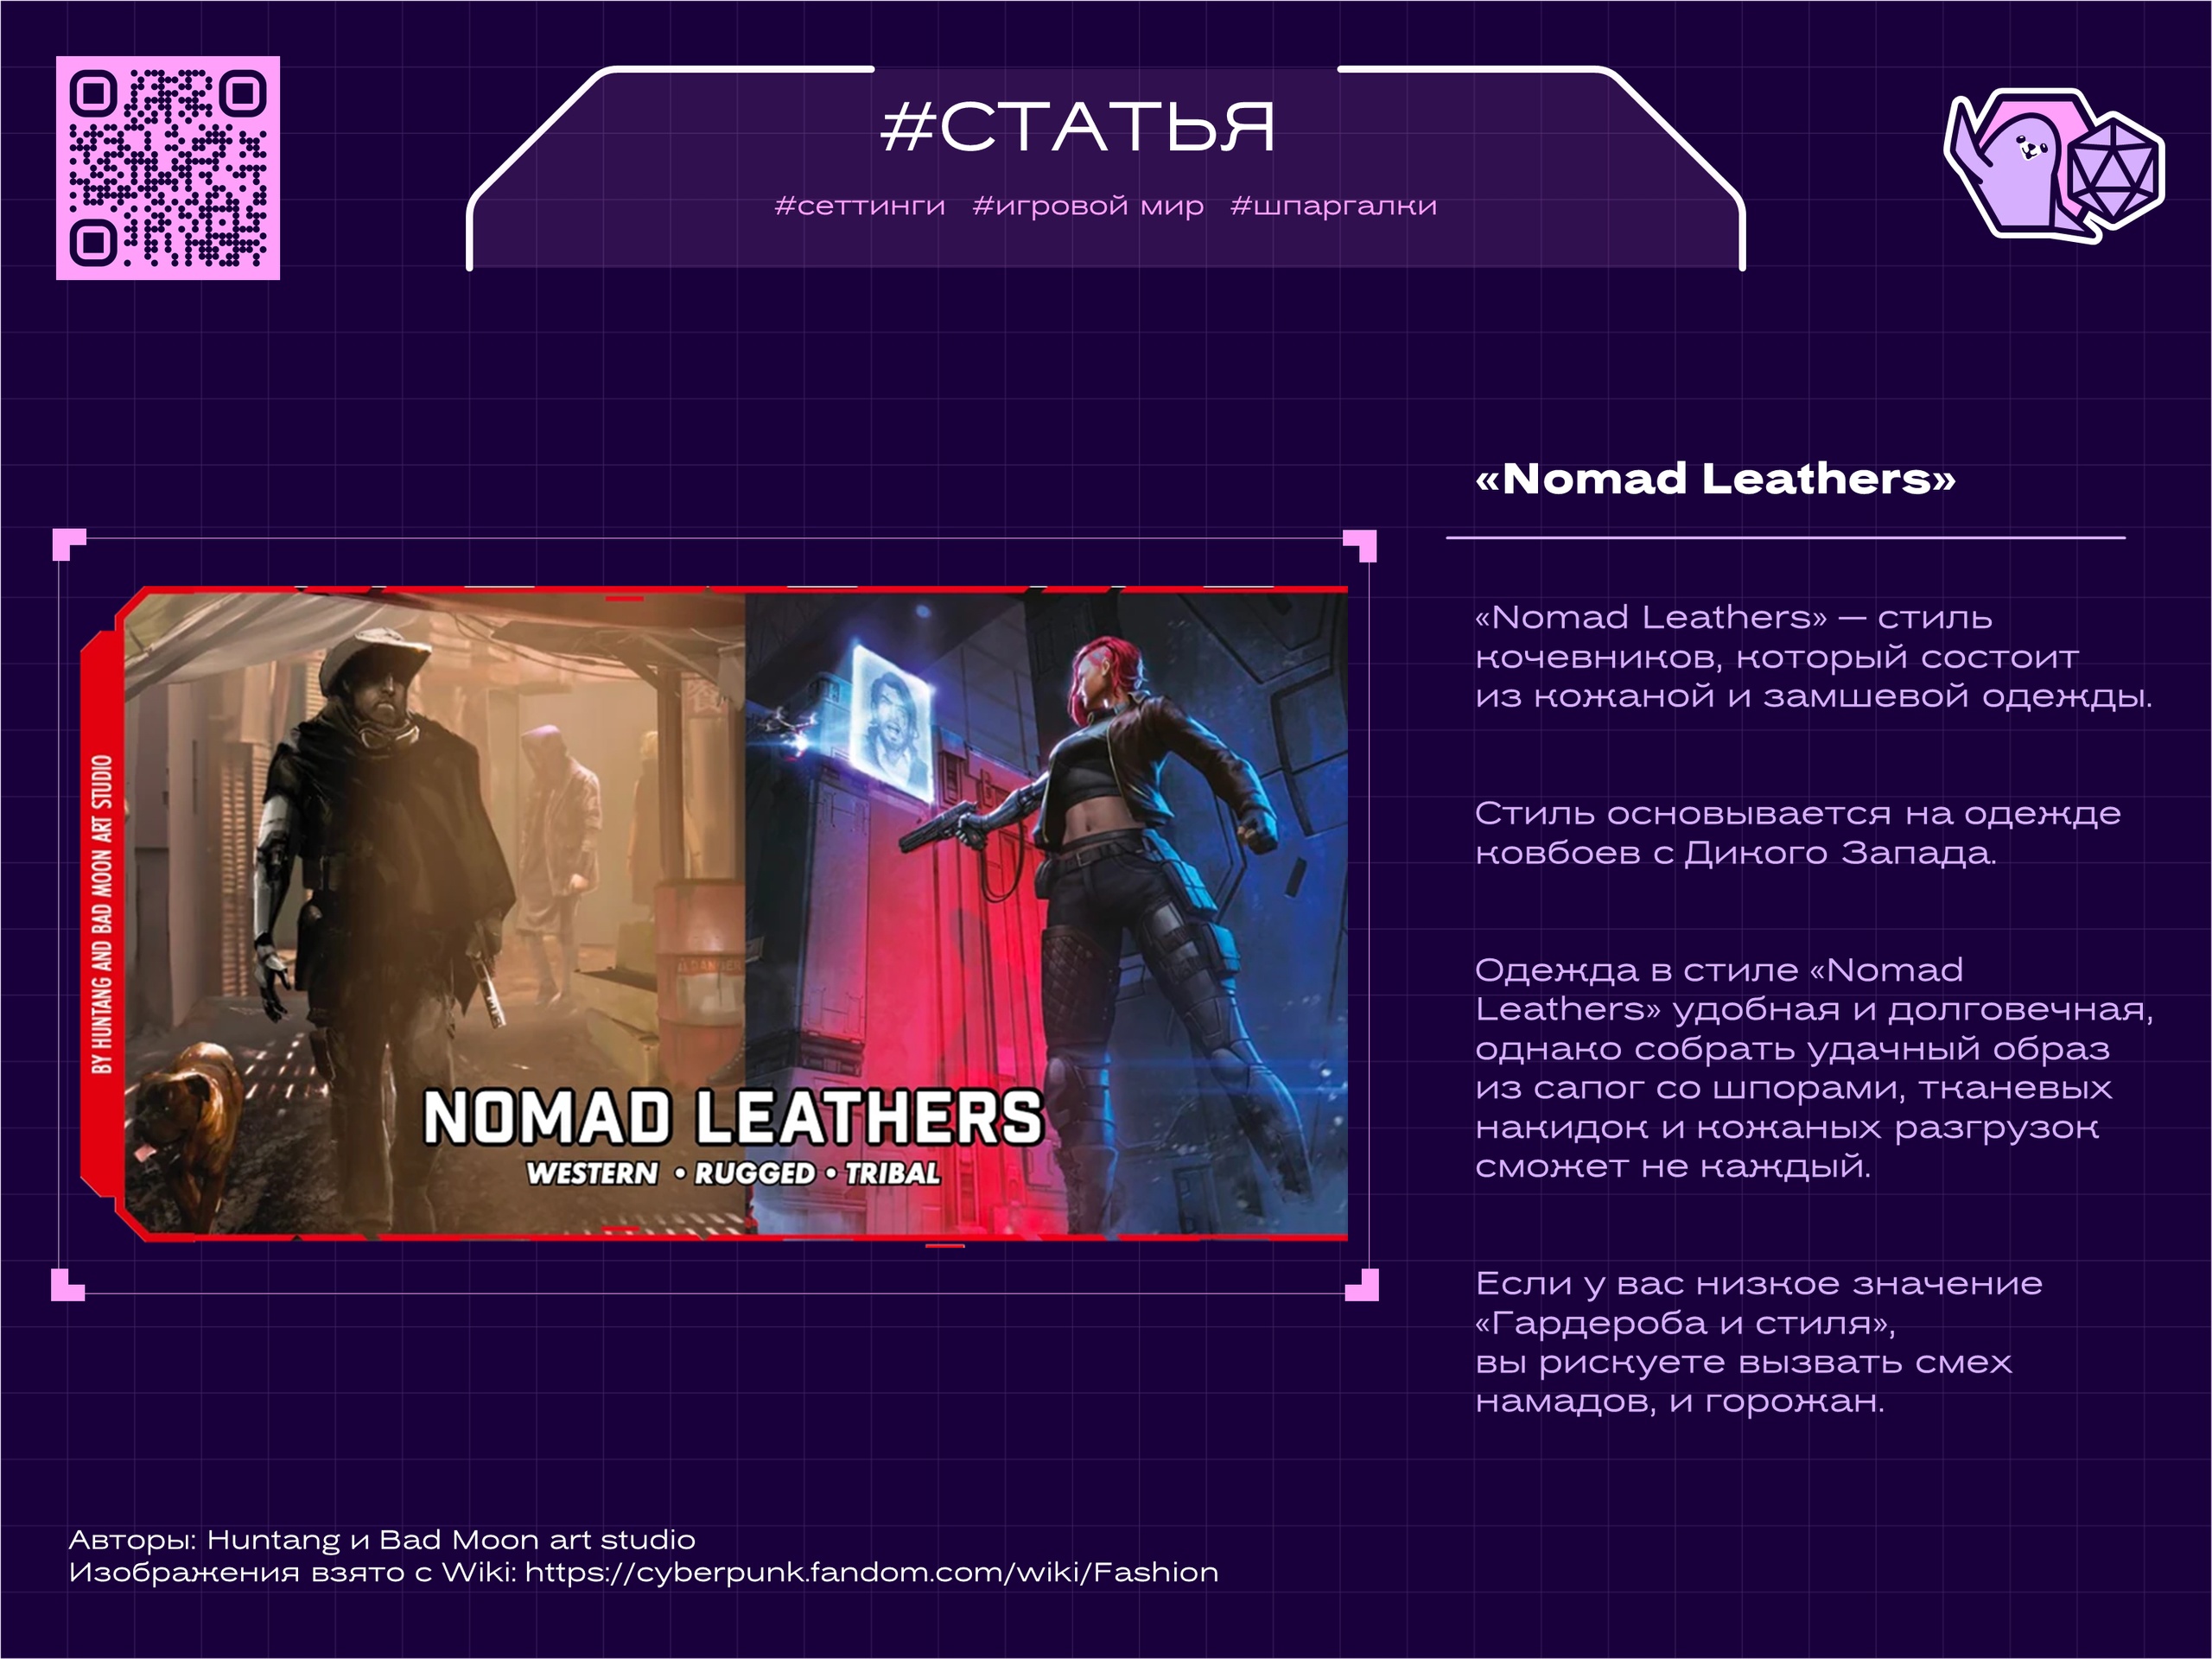 #СТАТЬЯ
#сеттинги #игровой мир #шпаргалки
«Nomad Leathers»
BY HUNTANG AND BAD MOON ART STUDIO
DANGER
NOMAD LEATHERS
WESTERN • RUGGED • TRIBAL
«Nomad Leathers» — стиль
кочевников, который состоит
из кожаной и замшевой одежды.
Стиль основывается на одежде
ковбоев с Дикого Запада.
Одежда в стиле «Nomad
Leathers» удобная и долговечная,
однако собрать удачный образ
из сапог со шпорами, тканевых
накидок и кожаных разгрузок
сможет не каждый.
Если у вас низкое значение
«Гардероба и стиля»,
вы рискуете вызвать смех
намадов, и горожан.
Авторы: Huntang и Bad Moon art studio
Изображения взято с Wiki: https://cyberpunk.fandom.com/wiki/Fashion